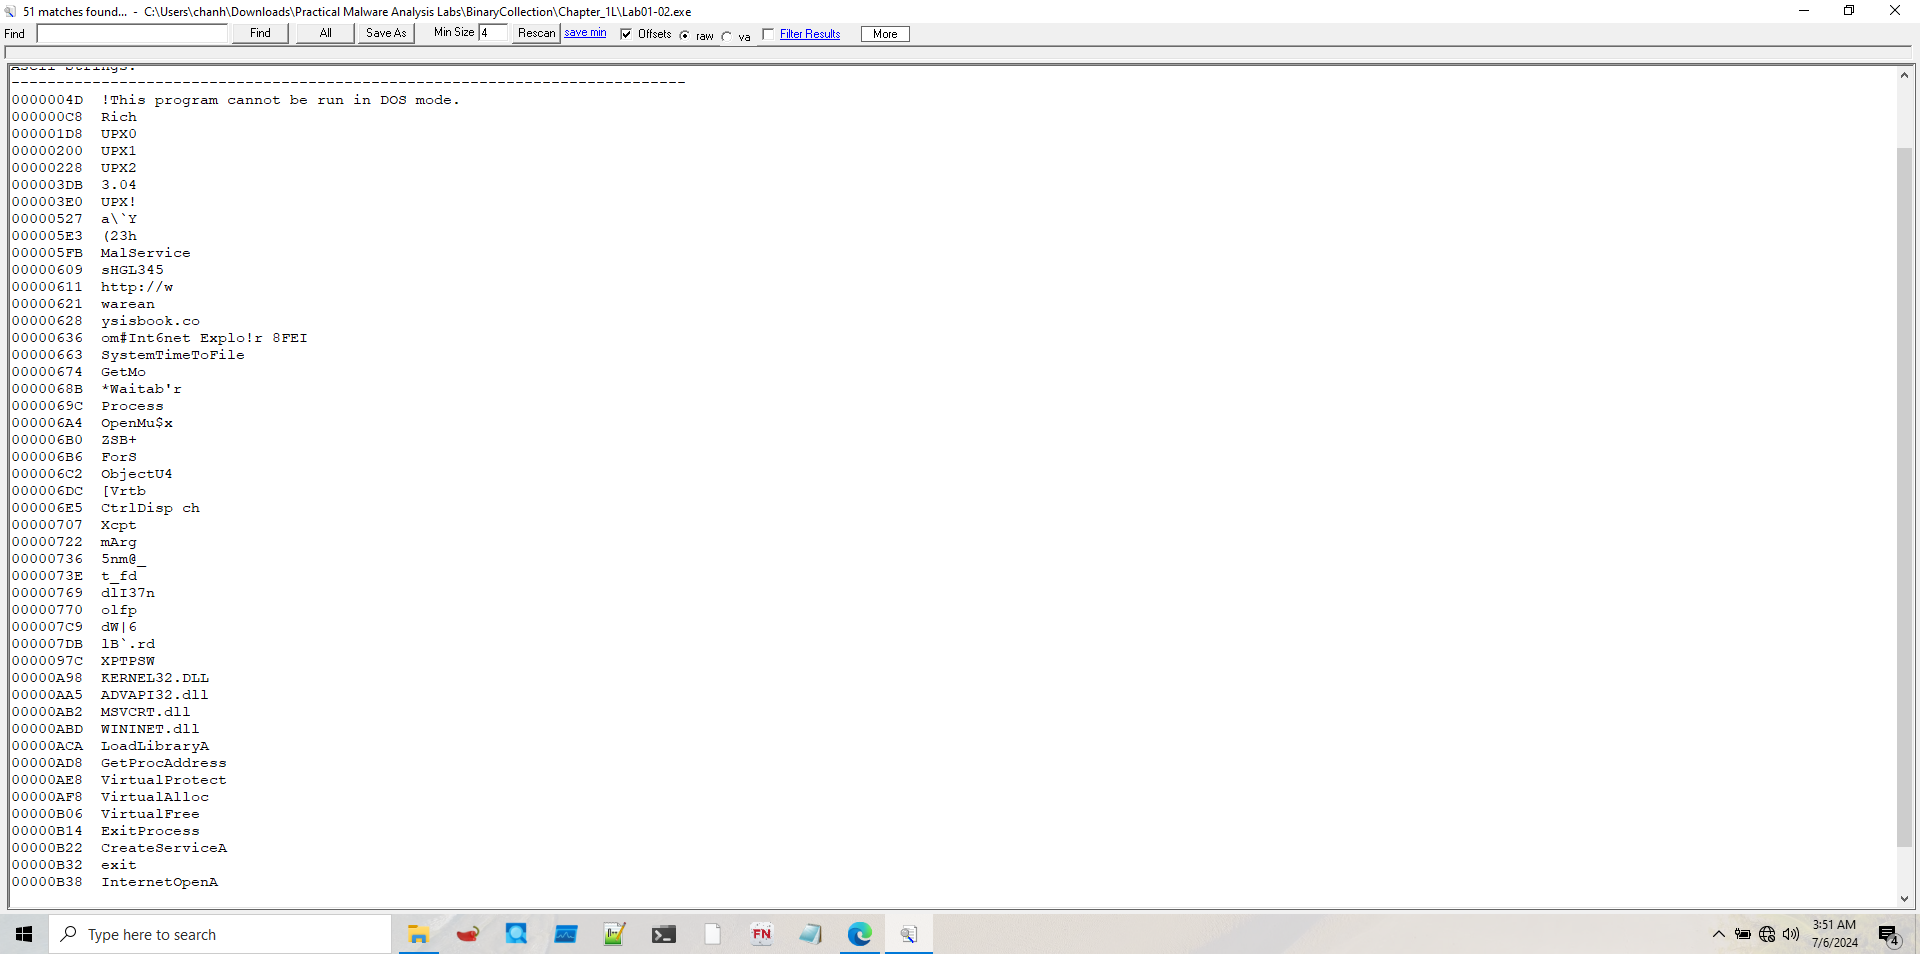 51 matches found... - C:\Users\chanh\Downloads\Practical Malware Analysis Labs\BinaryCollection\Chapter_1L\Lab01-02.exe
Find Find All Save As Min Size 4 Rescan save min Offsets raw va Filter Results More
Ascii Strings:
---------------------------------------------------------------------------
0000004D !This program cannot be run in DOS mode.
000000C8 Rich
000001D8 UPX0
00000200 UPX1
00000228 UPX2
000003DB 3.04
000003E0 UPX!
00000527 a\`Y
000005E3 (23h
000005FB MalService
00000609 sHGL345
00000611 http://w
00000621 warean
00000628 ysisbook.co
00000636 om#Int6net Explo!r 8FEI
00000663 SystemTimeToFile
00000674 GetMo
0000068B *Waitab'r
0000069C Process
000006A4 OpenMu$x
000006B0 ZSB+
000006B6 ForS
000006C2 ObjectU4
000006DC [Vrtb
000006E5 CtrlDisp ch
00000707 Xcpt
00000722 mArg
00000736 5nm@_
0000073E t_fd
00000769 dlI37n
00000770 olfp
000007C9 dW|6
000007DB lB`.rd
0000097C XPTPSW
00000A98 KERNEL32.DLL
00000AA5 ADVAPI32.dll
00000AB2 MSVCRT.dll
00000ABD WININET.dll
00000ACA LoadLibraryA
00000AD8 GetProcAddress
00000AE8 VirtualProtect
00000AF8 VirtualAlloc
00000B06 VirtualFree
00000B14 ExitProcess
00000B22 CreateServiceA
00000B32 exit
00000B38 InternetOpenA
Type here to search
FN
3:51 AM
7/6/2024
4